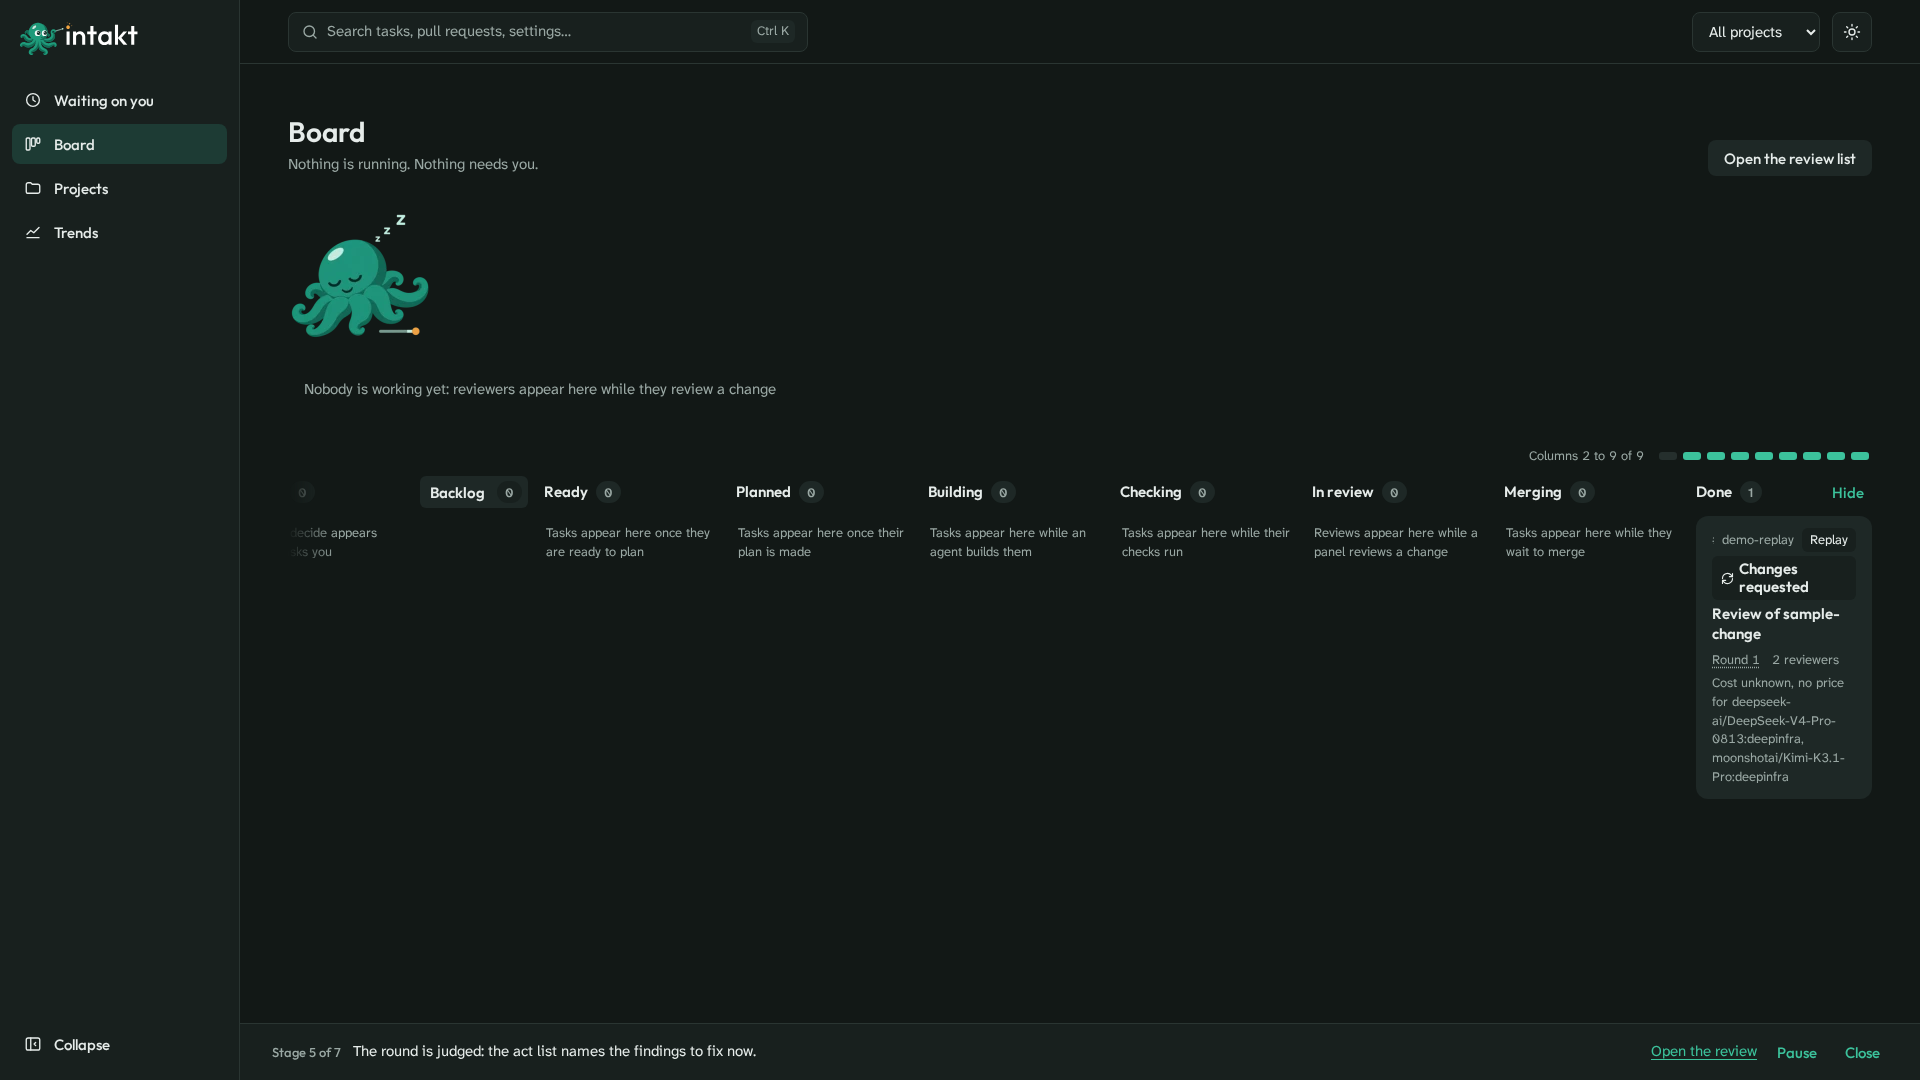 intakt
Search tasks, pull requests, settings...
Ctrl K
All projects
Waiting on you
Board
Projects
Trends
Board
Nothing is running. Nothing needs you.
Open the review list
z z z
Nobody is working yet: reviewers appear here while they review a change
Columns 2 to 9 of 9
0
decide appears
sks you
Backlog 0
Ready 0
Tasks appear here once they
are ready to plan
Planned 0
Tasks appear here once their
plan is made
Building 0
Tasks appear here while an
agent builds them
Checking 0
Tasks appear here while their
checks run
In review 0
Reviews appear here while a
panel reviews a change
Merging 0
Tasks appear here while they
wait to merge
Done 1
Hide
: demo-replay Replay
Changes
requested
Review of sample-
change
Round 1 2 reviewers
Cost unknown, no price
for deepseek-
ai/DeepSeek-V4-Pro-
0813:deepinfra,
moonshotai/Kimi-K3.1-
Pro:deepinfra
Collapse
Stage 5 of 7 The round is judged: the act list names the findings to fix now.
Open the review
Pause
Close